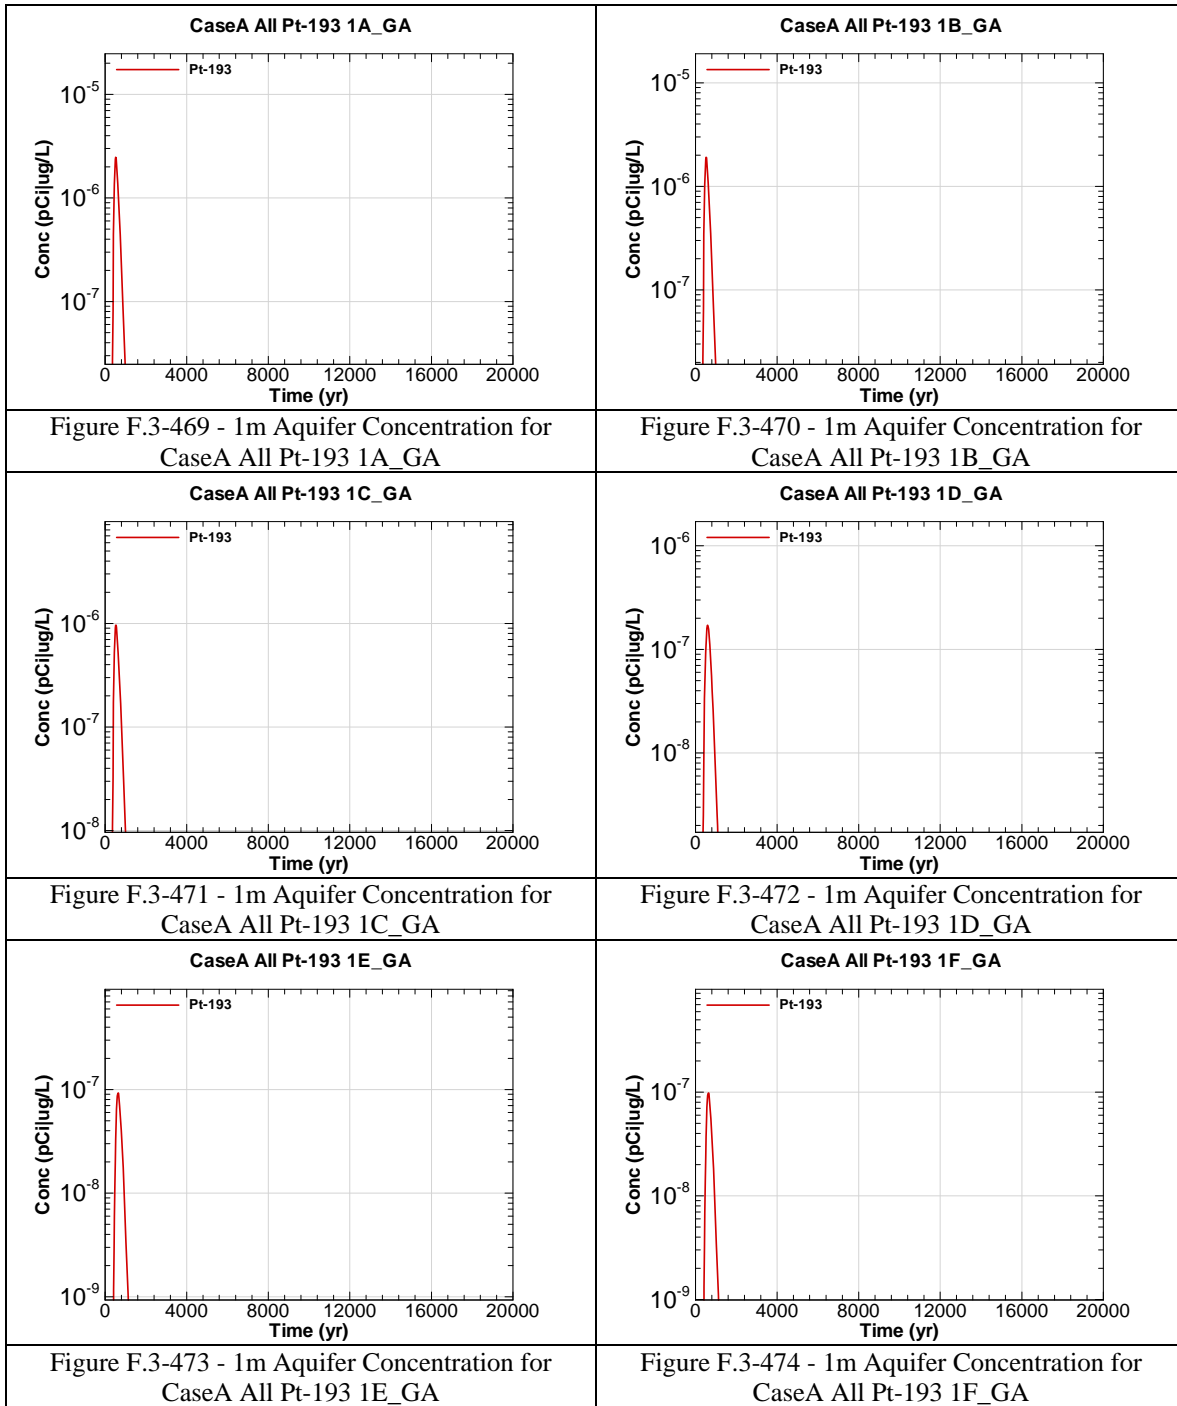 CaseA All Pt-193 1A_GA
Pt-193
10^-5
10^-6
10^-7
Conc (pCi|ug/L)
0 4000 8000 12000 16000 20000
Time (yr)
Figure F.3-469 - 1m Aquifer Concentration for
CaseA All Pt-193 1A_GA
CaseA All Pt-193 1B_GA
Pt-193
10^-5
10^-6
10^-7
Conc (pCi|ug/L)
0 4000 8000 12000 16000 20000
Time (yr)
Figure F.3-470 - 1m Aquifer Concentration for
CaseA All Pt-193 1B_GA
CaseA All Pt-193 1C_GA
Pt-193
10^-6
10^-7
10^-8
Conc (pCi|ug/L)
0 4000 8000 12000 16000 20000
Time (yr)
Figure F.3-471 - 1m Aquifer Concentration for
CaseA All Pt-193 1C_GA
CaseA All Pt-193 1D_GA
Pt-193
10^-6
10^-7
10^-8
Conc (pCi|ug/L)
0 4000 8000 12000 16000 20000
Time (yr)
Figure F.3-472 - 1m Aquifer Concentration for
CaseA All Pt-193 1D_GA
CaseA All Pt-193 1E_GA
Pt-193
10^-7
10^-8
10^-9
Conc (pCi|ug/L)
0 4000 8000 12000 16000 20000
Time (yr)
Figure F.3-473 - 1m Aquifer Concentration for
CaseA All Pt-193 1E_GA
CaseA All Pt-193 1F_GA
Pt-193
10^-7
10^-8
10^-9
Conc (pCi|ug/L)
0 4000 8000 12000 16000 20000
Time (yr)
Figure F.3-474 - 1m Aquifer Concentration for
CaseA All Pt-193 1F_GA